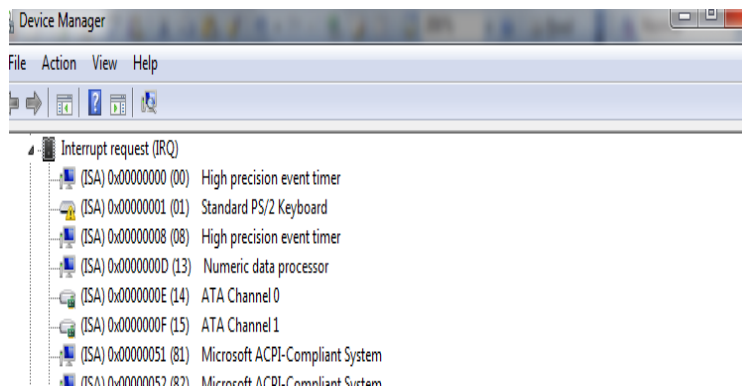 Device Manager
File Action View Help
Interrupt request (IRQ)
(ISA) 0x00000000 (00) High precision event timer
(ISA) 0x00000001 (01) Standard PS/2 Keyboard
(ISA) 0x00000008 (08) High precision event timer
(ISA) 0x0000000D (13) Numeric data processor
(ISA) 0x0000000E (14) ATA Channel 0
(ISA) 0x0000000F (15) ATA Channel 1
(ISA) 0x00000051 (81) Microsoft ACPI-Compliant System
(ISA) 0x00000052 (82) Microsoft ACPI-Compliant System